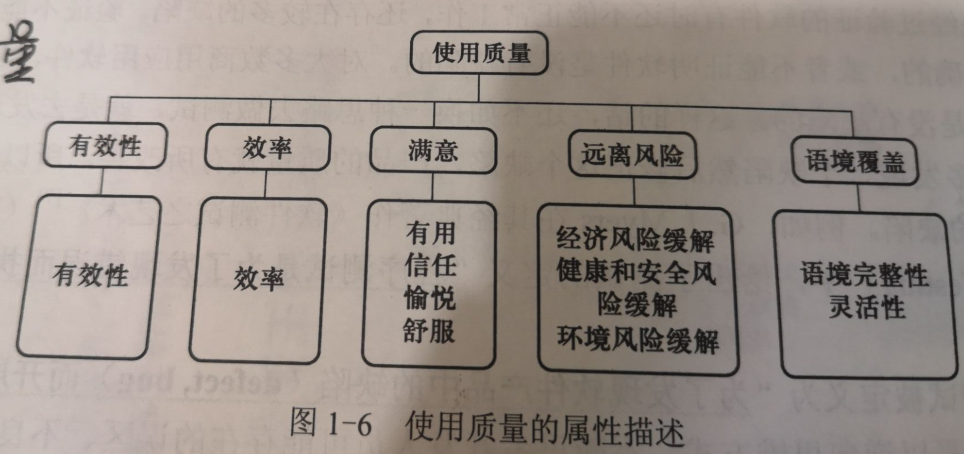 量
使用质量
有效性
效率
满意
远离风险
语境覆盖
有效性
效率
有用
信任
愉悦
舒服
经济风险缓解
健康和安全风
险缓解
环境风险缓解
语境完整性
灵活性
图 1-6 使用质量的属性描述